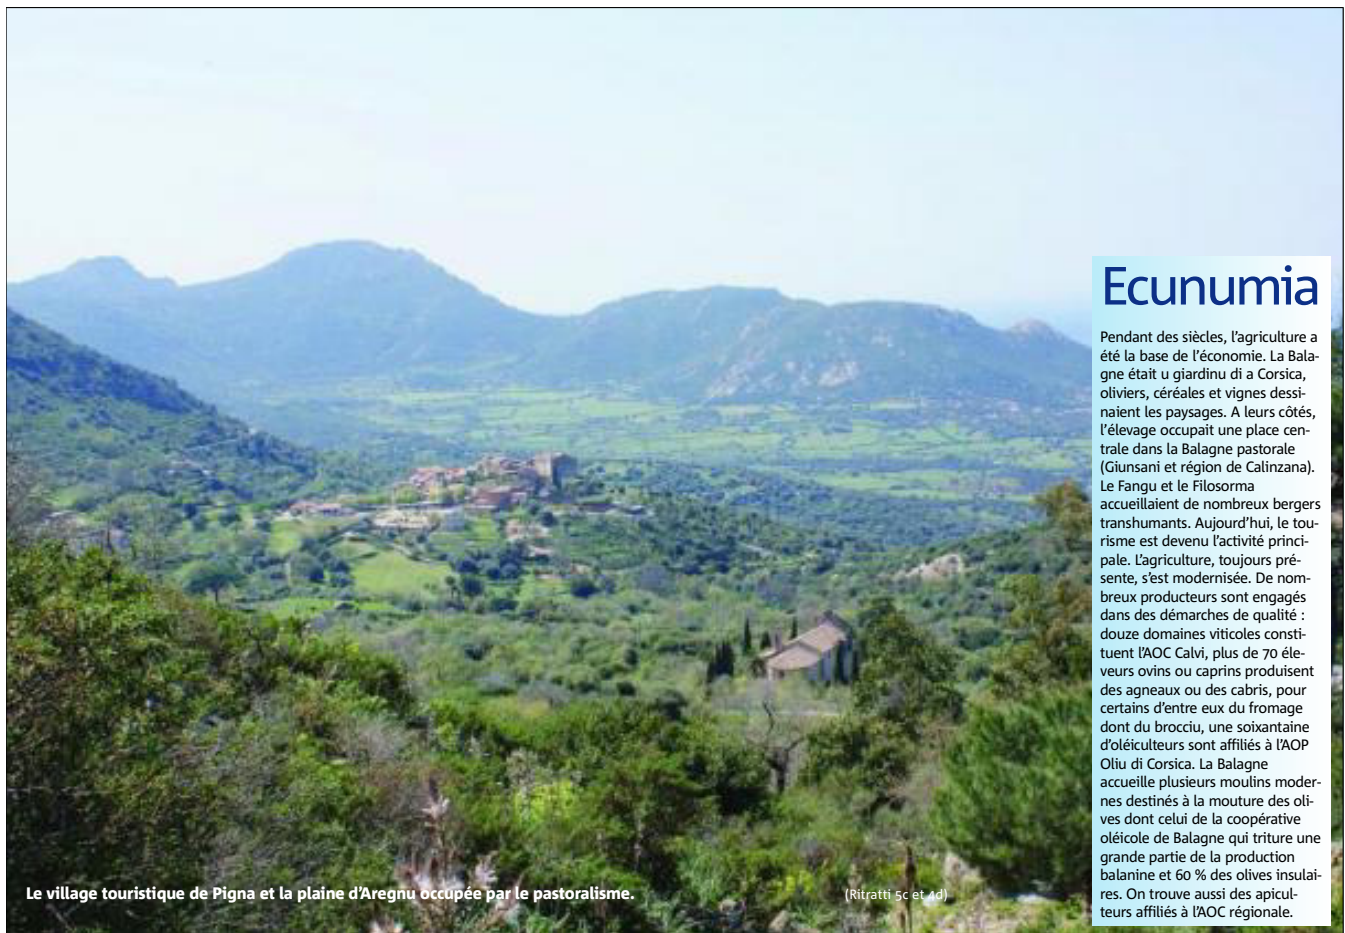 Ecunumia
Pendant des siècles, l'agriculture a
été la base de l'économie. La Bala-
gne était u giardinu di a Corsica,
oliviers, céréales et vignes dessi-
naient les paysages. A leurs côtés,
l'élevage occupait une place cen-
trale dans la Balagne pastorale
(Giunsani et région de Calinzana).
Le Fangu et le Filosorma
accueillaient de nombreux bergers
transhumants. Aujourd'hui, le tou-
risme est devenu l'activité princi-
pale. L'agriculture, toujours pré-
sente, s'est modernisée. De nom-
breux producteurs sont engagés
dans des démarches de qualité :
douze domaines viticoles consti-
tuent l'AOC Calvi, plus de 70 éle-
veurs ovins ou caprins produisent
des agneaux ou des cabris, pour
certains d'entre eux du fromage
dont du brocciu, une soixantaine
d'oléiculteurs sont affiliés à l'AOP
Oliu di Corsica. La Balagne
accueille plusieurs moulins moder-
nes destinés à la mouture des oli-
ves dont celui de la coopérative
oléicole de Balagne qui triture une
grande partie de la production
balanine et 60 % des olives insulai-
res. On trouve aussi des apicul-
teurs affiliés à l'AOC régionale.
Le village touristique de Pigna et la plaine d'Aregnu occupée par le pastoralisme.
(Ritratti 5c et 4d)